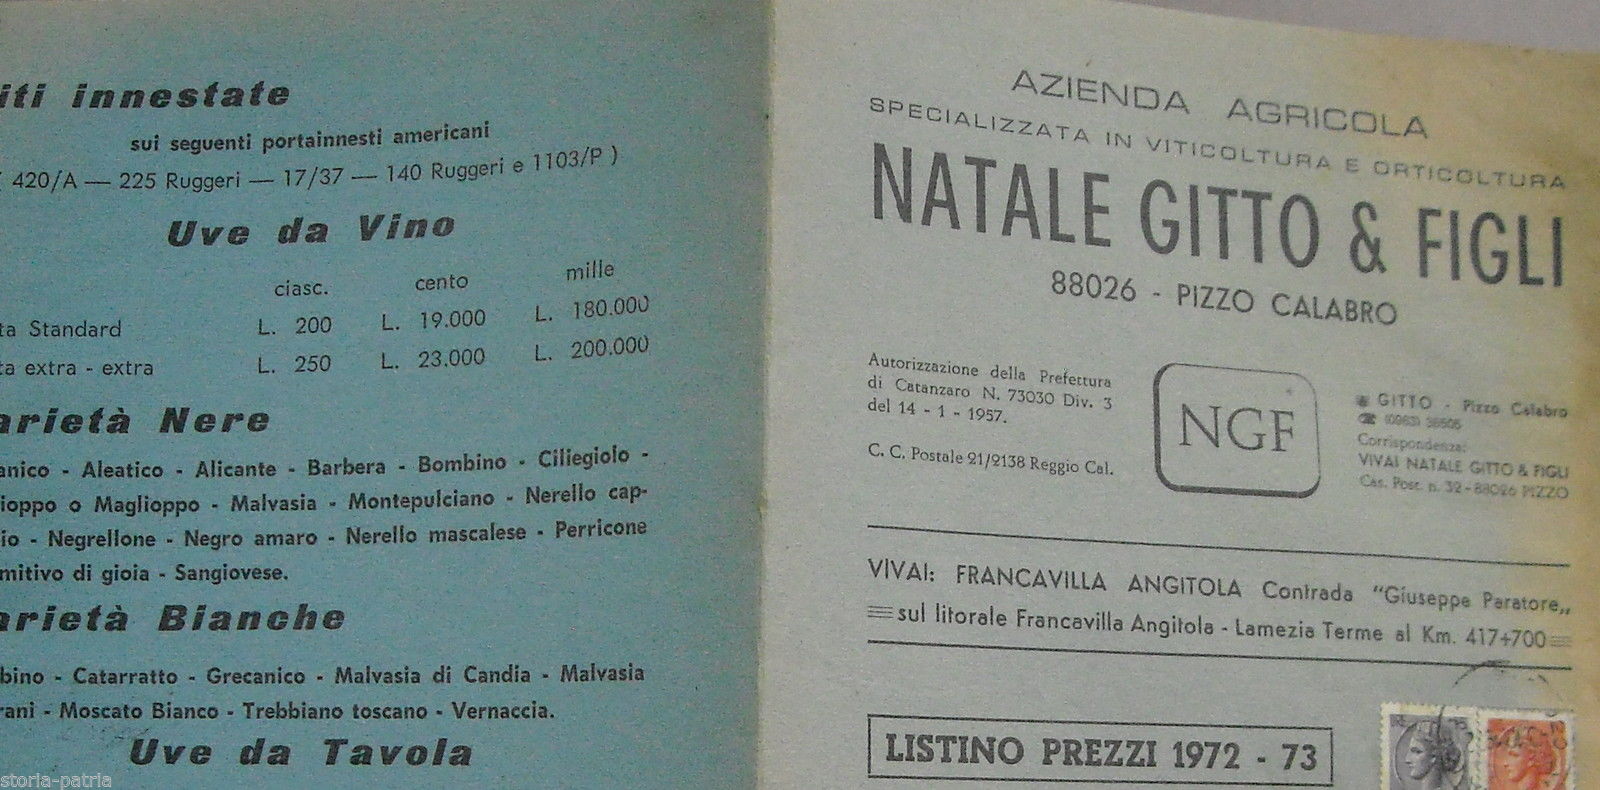 iti innestate
sui seguenti portainnesti americani
( 420/A — 225 Ruggeri — 17/37 — 140 Ruggeri e 1103/P )
Uve da Vino
ciasc. cento mille
ta Standard L. 200 L. 19.000 L. 180.000
ta extra - extra L. 250 L. 23.000 L. 200.000
arietà Nere
anico - Aleatico - Alicante - Barbera - Bombino - Ciliegiolo -
lioppo o Maglioppo - Malvasia - Montepulciano - Nerello cap-
io - Negrellone - Negro amaro - Nerello mascalese - Perricone
mitivo di gioia - Sangiovese.
arietà Bianche
bino - Catarratto - Grecanico - Malvasia di Candia - Malvasia
rani - Moscato Bianco - Trebbiano toscano - Vernaccia.
Uve da Tavola
storia-patria
AZIENDA AGRICOLA
SPECIALIZZATA IN VITICOLTURA E ORTICOLTURA
NATALE GITTO & FIGLI
88026 - PIZZO CALABRO
Autorizzazione della Prefettura
di Catanzaro N. 73030 Div. 3
del 14 - 1 - 1957.
C. C. Postale 21/2138 Reggio Cal.
NGF
GITTO - Pizzo Calabro
(0963)
Corrispondenza:
VIVAI NATALE GITTO & FIGLI
Cas. Post. n. 32 - 88026 PIZZO
VIVAI: FRANCAVILLA ANGITOLA Contrada "Giuseppe Paratore„
sul litorale Francavilla Angitola - Lamezia Terme al Km. 417+700
LISTINO PREZZI 1972 - 73